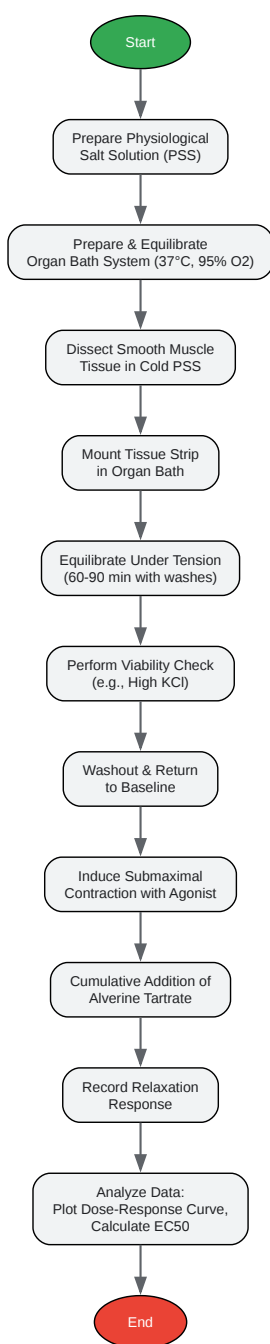 Start
Prepare Physiological
Salt Solution (PSS)
Prepare & Equilibrate
Organ Bath System (37°C, 95% O2)
Dissect Smooth Muscle
Tissue in Cold PSS
Mount Tissue Strip
in Organ Bath
Equilibrate Under Tension
(60-90 min with washes)
Perform Viability Check
(e.g., High KCl)
Washout & Return
to Baseline
Induce Submaximal
Contraction with Agonist
Cumulative Addition of
Alverine Tartrate
Record Relaxation
Response
Analyze Data:
Plot Dose-Response Curve,
Calculate EC50
End